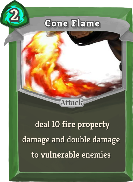 2
Cone Flame
Attack
deal 10 fire property
damage and double damage
to vulnerable enemies